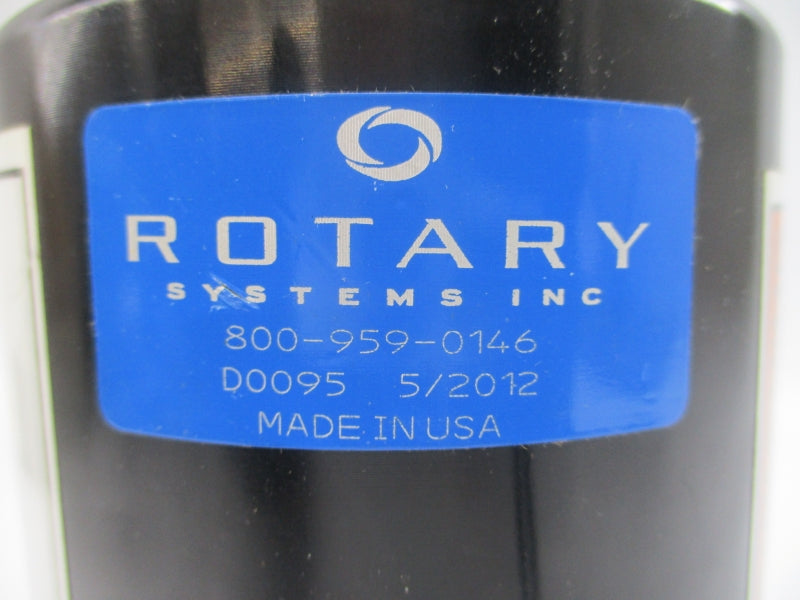 ROTARY
SYSTEMS INC
800-959-0146
D0095 5/2012
MADE IN USA